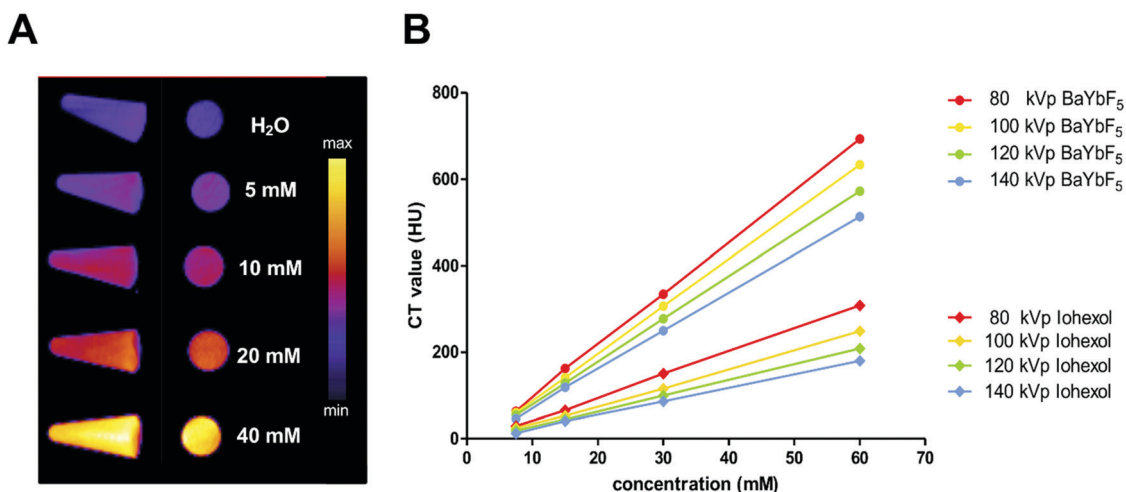 A
H₂O
5 mM
10 mM
20 mM
40 mM
max
min
B
CT value (HU)
800
600
400
200
0
0 10 20 30 40 50 60 70
concentration (mM)
80 kVp BaYbF₅
100 kVp BaYbF₅
120 kVp BaYbF₅
140 kVp BaYbF₅
80 kVp Iohexol
100 kVp Iohexol
120 kVp Iohexol
140 kVp Iohexol